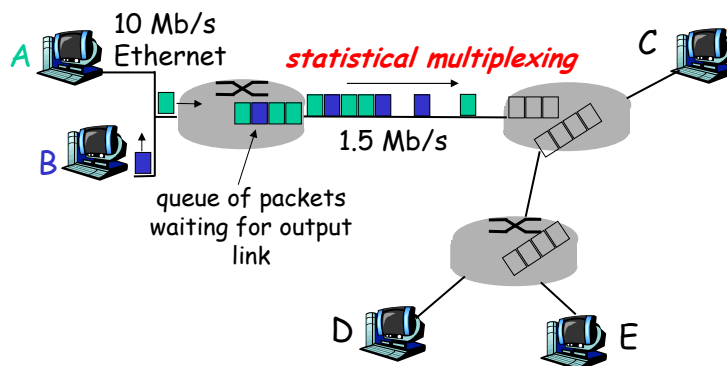 10 Mb/s
Ethernet
A
statistical multiplexing
C
1.5 Mb/s
B
queue of packets
waiting for output
link
D
E